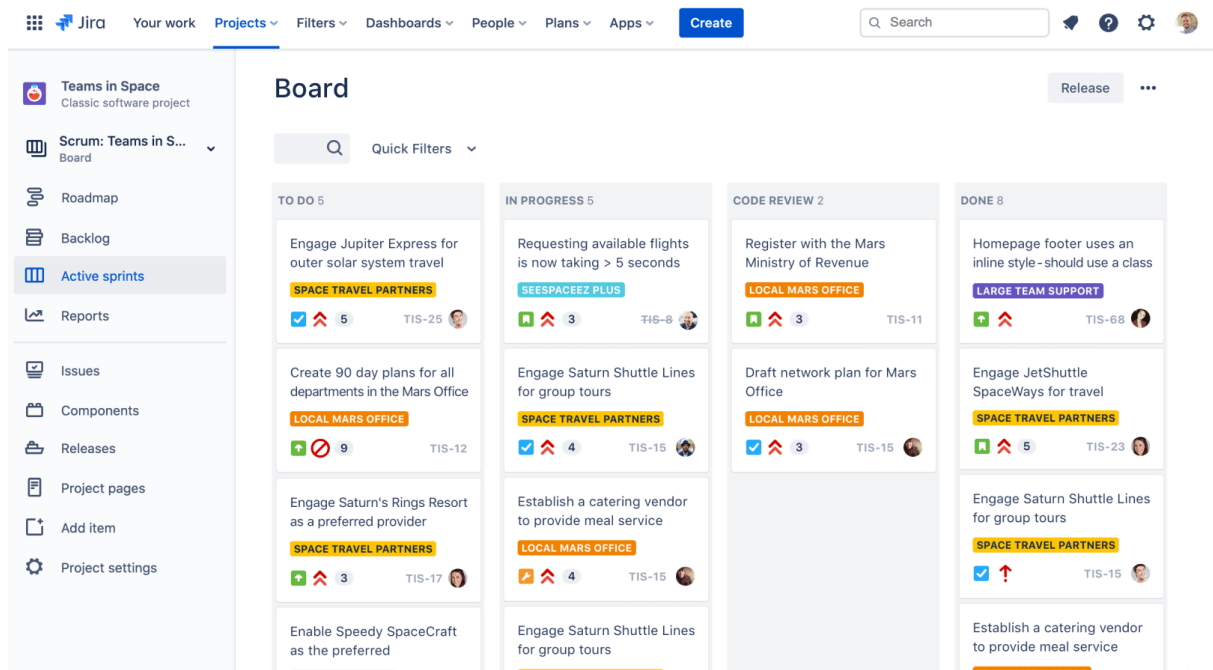 Jira
Your work
Projects
Filters
Dashboards
People
Plans
Apps
Create
Search
Teams in Space
Classic software project
Scrum: Teams in S...
Board
Roadmap
Backlog
Active sprints
Reports
Issues
Components
Releases
Project pages
Add item
Project settings
Board
Release
Quick Filters
TO DO 5
Engage Jupiter Express for
outer solar system travel
SPACE TRAVEL PARTNERS
5 TIS-25
Create 90 day plans for all
departments in the Mars Office
LOCAL MARS OFFICE
9 TIS-12
Engage Saturn's Rings Resort
as a preferred provider
SPACE TRAVEL PARTNERS
3 TIS-17
Enable Speedy SpaceCraft
as the preferred
IN PROGRESS 5
Requesting available flights
is now taking > 5 seconds
SEESPACEEZ PLUS
3 TIS-8
Engage Saturn Shuttle Lines
for group tours
SPACE TRAVEL PARTNERS
4 TIS-15
Establish a catering vendor
to provide meal service
LOCAL MARS OFFICE
4 TIS-15
Engage Saturn Shuttle Lines
for group tours
CODE REVIEW 2
Register with the Mars
Ministry of Revenue
LOCAL MARS OFFICE
3 TIS-11
Draft network plan for Mars
Office
LOCAL MARS OFFICE
3 TIS-15
DONE 8
Homepage footer uses an
inline style-should use a class
LARGE TEAM SUPPORT
TIS-68
Engage JetShuttle
SpaceWays for travel
SPACE TRAVEL PARTNERS
5 TIS-23
Engage Saturn Shuttle Lines
for group tours
SPACE TRAVEL PARTNERS
TIS-15
Establish a catering vendor
to provide meal service